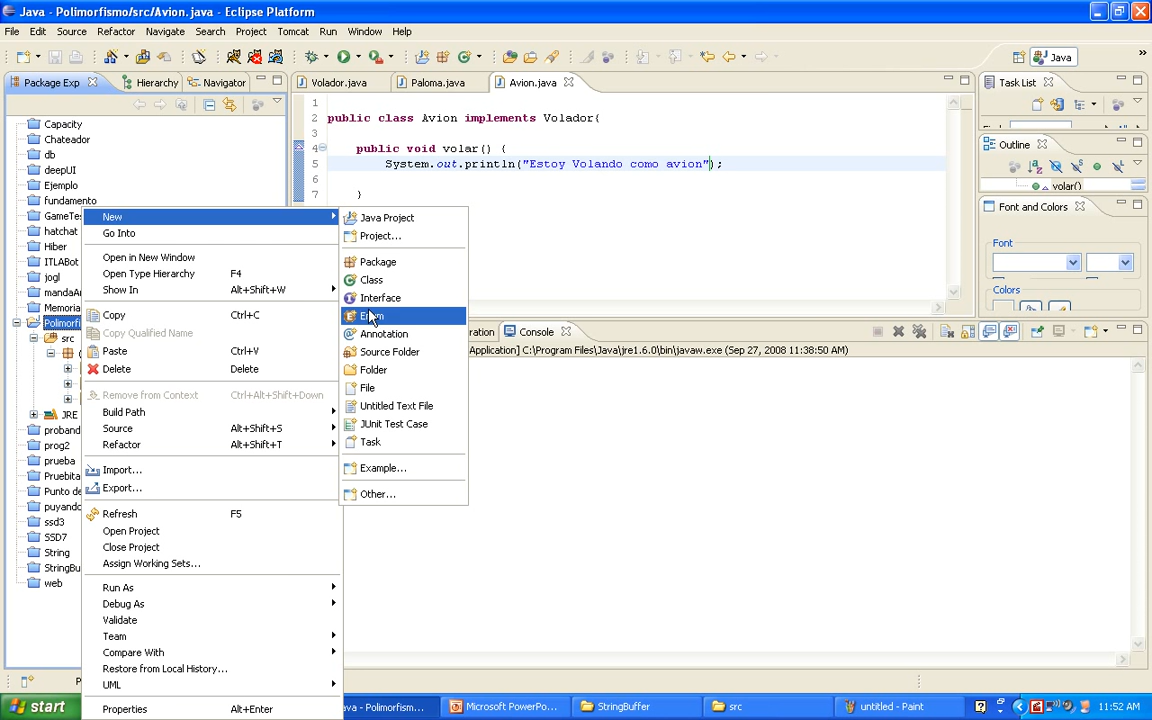 Java - Polimorfismo/src/Avion.java - Eclipse Platform
File Edit Source Refactor Navigate Search Project Tomcat Run Window Help
Java
Package Exp Hierarchy Navigator
Volador.java Paloma.java Avion.java
Task List
Capacity
Chateador
db
deepUI
Ejemplo
fundamento
GameTes
hatchat
Hiber
ITLABot
jogl
mandaAr
Memoria
Polimorfi
src
JRE
proband
prog2
prueba
Pruebita
Punto de
puyando
ssd3
SSD7
String
StringBu
web
1
2 public class Avion implements Volador{
3
4 public void volar() {
5 System.out.println("Estoy Volando como avion");
6
7 }
Outline
volar()
Font and Colors
Font
Colors
New
Go Into
Open in New Window
Open Type Hierarchy F4
Show In Alt+Shift+W
Copy Ctrl+C
Copy Qualified Name
Paste Ctrl+V
Delete Delete
Remove from Context Ctrl+Alt+Shift+Down
Build Path
Source Alt+Shift+S
Refactor Alt+Shift+T
Import...
Export...
Refresh F5
Open Project
Close Project
Assign Working Sets...
Run As
Debug As
Validate
Team
Compare With
Restore from Local History...
UML
Properties Alt+Enter
Java Project
Project...
Package
Class
Interface
Enum
Annotation
Source Folder
Folder
File
Untitled Text File
JUnit Test Case
Task
Example...
Other...
ration Console
Application] C:\Program Files\Java\jre1.6.0\bin\javaw.exe (Sep 27, 2008 11:38:50 AM)
start
ava - Polimorfism...
Microsoft PowerPo...
StringBuffer
src
untitled - Paint
11:52 AM